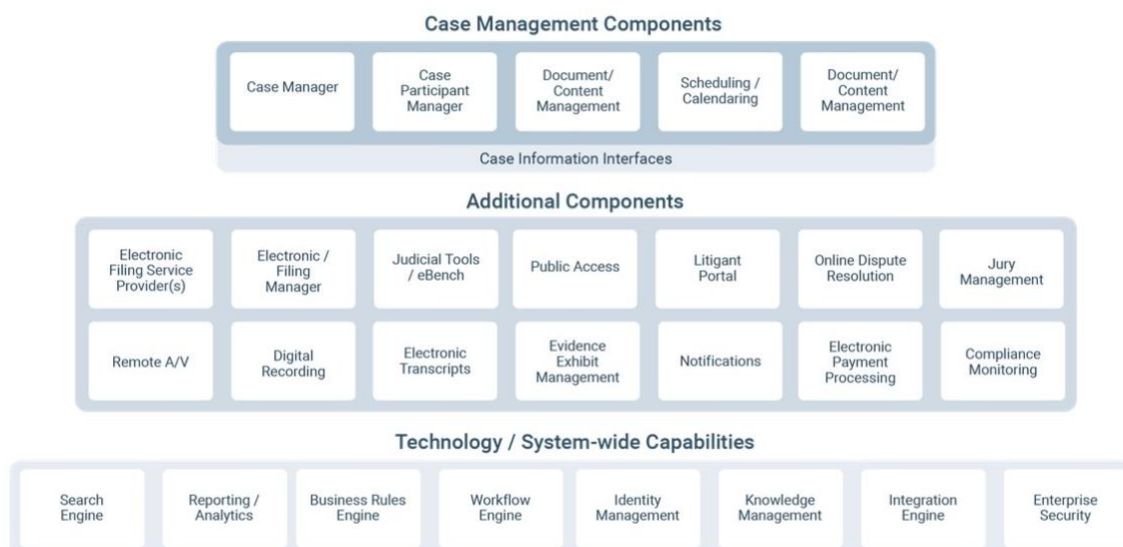 Case Management Components
Case Manager
Case
Participant
Manager
Document/
Content
Management
Scheduling /
Calendaring
Document/
Content
Management
Case Information Interfaces
Additional Components
Electronic
Filing Service
Provider(s)
Electronic /
Filing
Manager
Judicial Tools
/ eBench
Public Access
Litigant
Portal
Online Dispute
Resolution
Jury
Management
Remote A/V
Digital
Recording
Electronic
Transcripts
Evidence
Exhibit
Management
Notifications
Electronic
Payment
Processing
Compliance
Monitoring
Technology / System-wide Capabilities
Search
Engine
Reporting /
Analytics
Business Rules
Engine
Workflow
Engine
Identity
Management
Knowledge
Management
Integration
Engine
Enterprise
Security